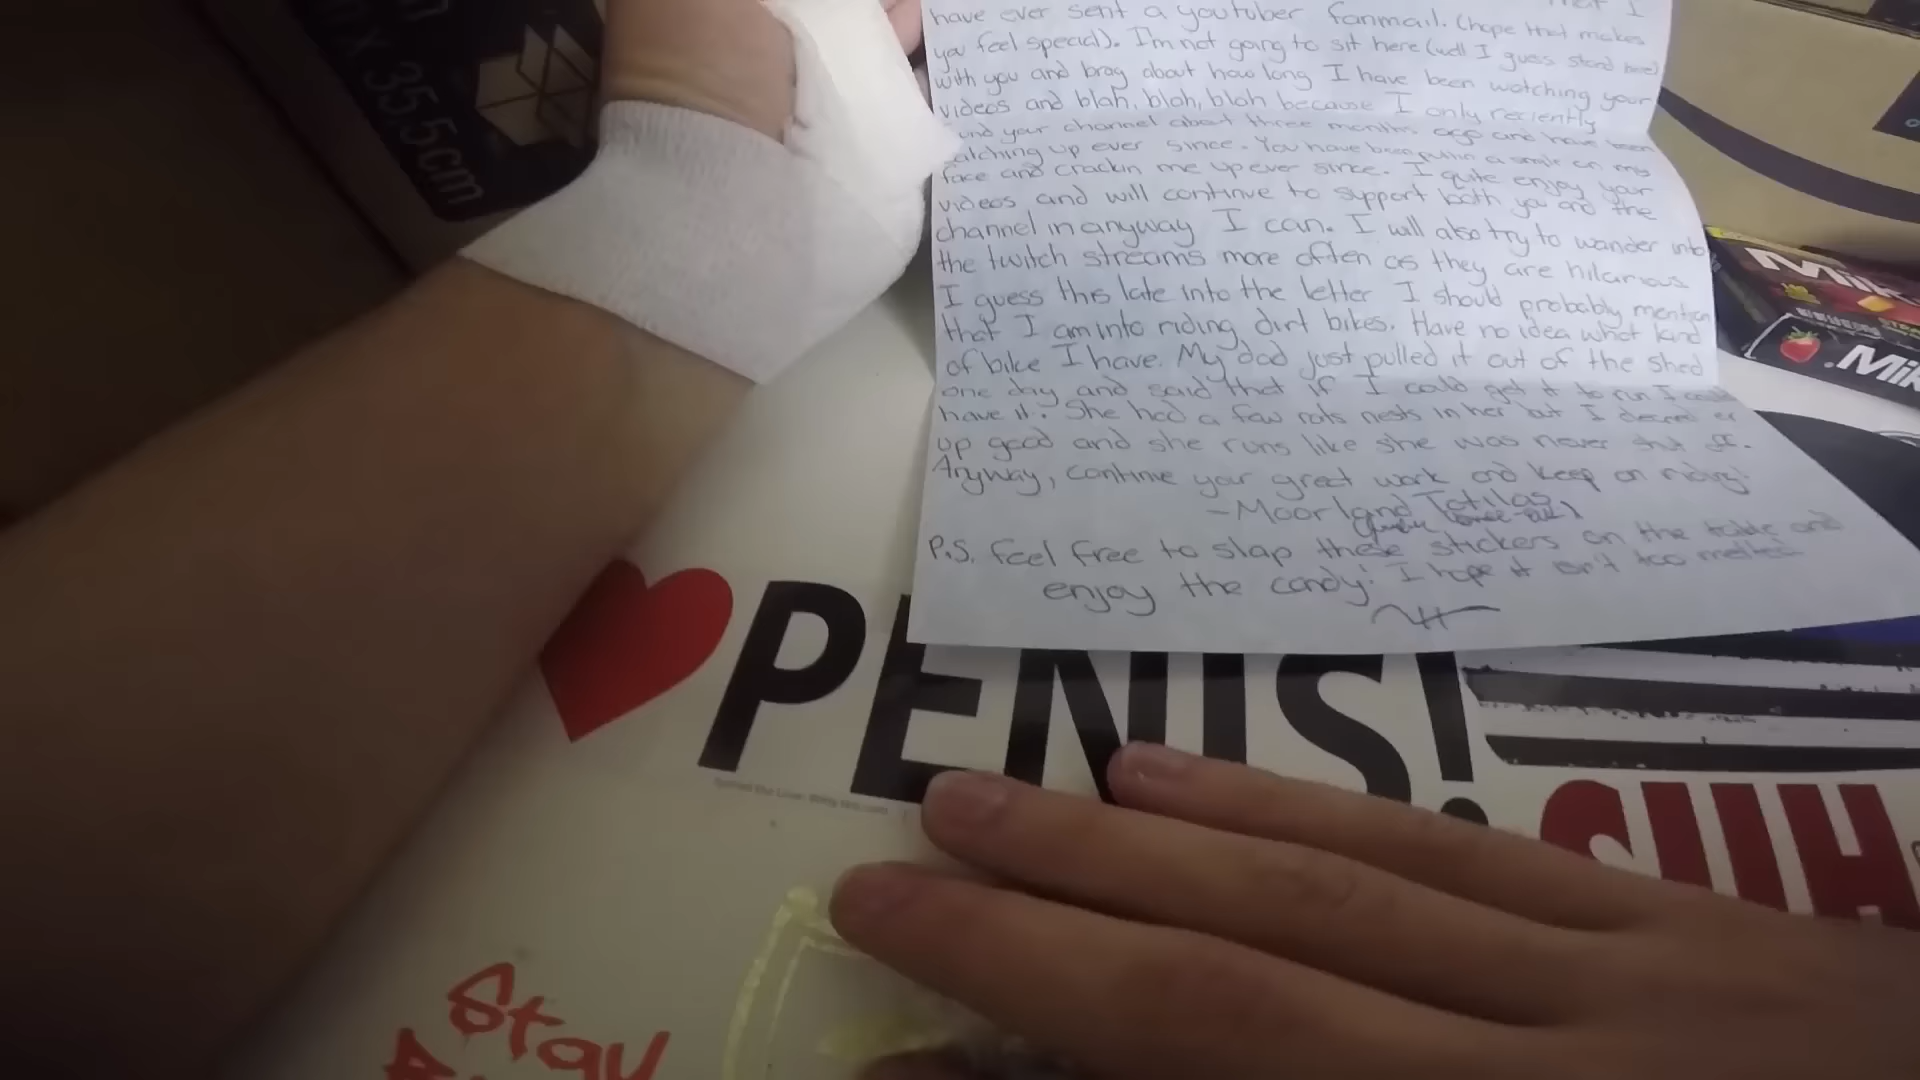 35,5cm
have ever sent a youtuber fanmail. (hope that makes
you feel special). I'm not going to sit here (well I guess stand here)
with you and brag about how long I have been watching your
videos and blah, blah, blah because I only reciently
your channel about three months ago and have been
catching up ever since. You have been puttin a smile on my
face and crackin me up ever since. I quite enjoy your
videos and will continue to support both you and the
channel in anyway I can. I will also try to wander into
the twitch streams more often as they are hilarious
I guess this late into the letter I should probably mention
that I am into riding dirt bikes. Have no idea what kind
of bike I have. My dad just pulled it out of the shed
one day and said that if I could get it to run I could
have it. She had a few rats nests in her but I cleaned er
up good and she runs like she was never shut off.
Anyway, continue your great work and keep on riding!
-Moorland Totilas
P.S. feel free to slap these stickers on the table and
enjoy the candy! I hope it isn't too melted
Mik
.Mik
PENIS!
SUH
Stay